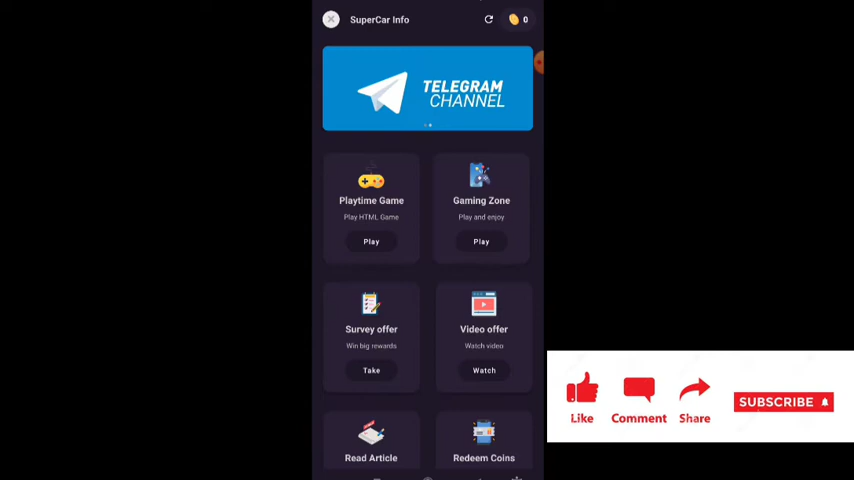 SuperCar Info
0
TELEGRAM
CHANNEL
Playtime Game
Play HTML Game
Play
Gaming Zone
Play and enjoy
Play
Survey offer
Win big rewards
Take
Video offer
Watch video
Watch
Read Article
Redeem Coins
Like
Comment
Share
SUBSCRIBE